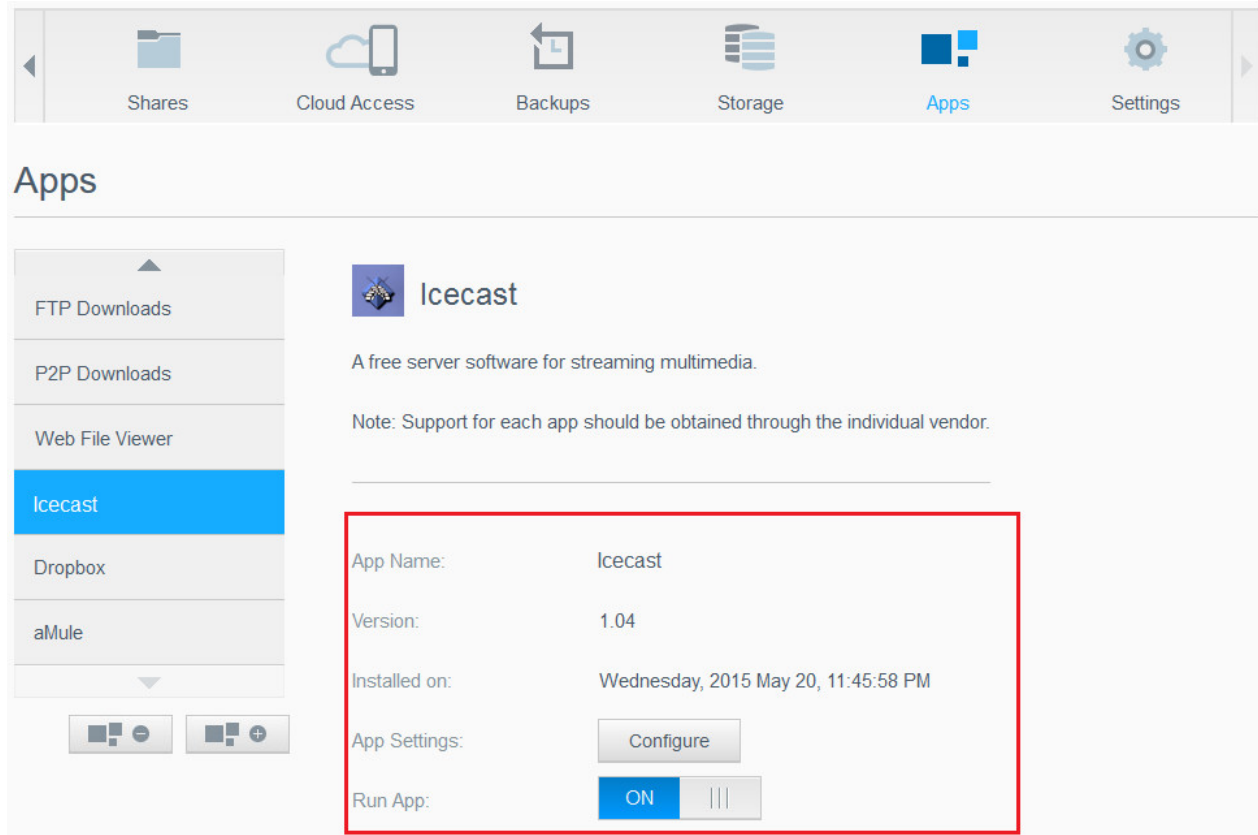 Shares
Cloud Access
Backups
Storage
Apps
Settings
Apps
FTP Downloads
P2P Downloads
Web File Viewer
Icecast
Dropbox
aMule
Icecast
A free server software for streaming multimedia.
Note: Support for each app should be obtained through the individual vendor.
App Name: Icecast
Version: 1.04
Installed on: Wednesday, 2015 May 20, 11:45:58 PM
App Settings: Configure
Run App: ON